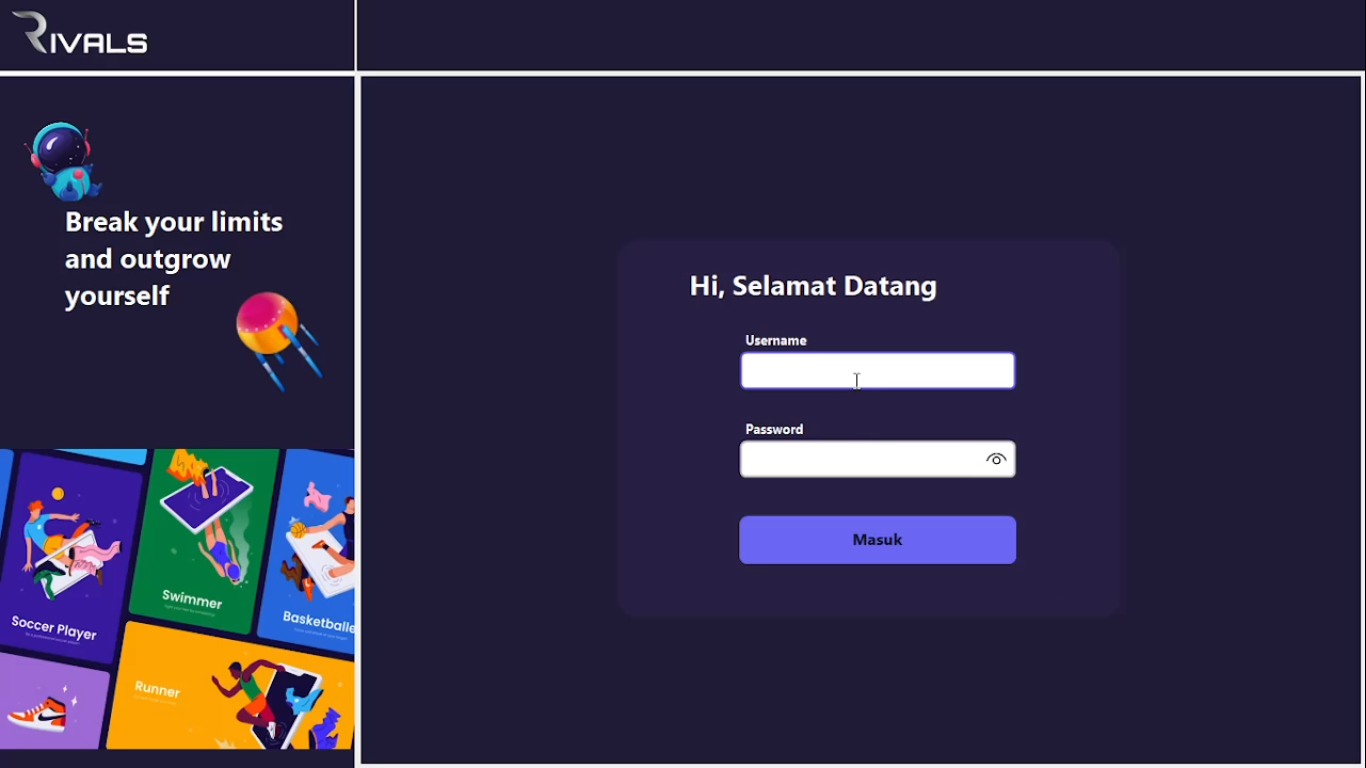 RIVALS
Break your limits
and outgrow
yourself
Hi, Selamat Datang
Username
Password
Masuk
Soccer Player
Swimmer
Basketballe
Runner